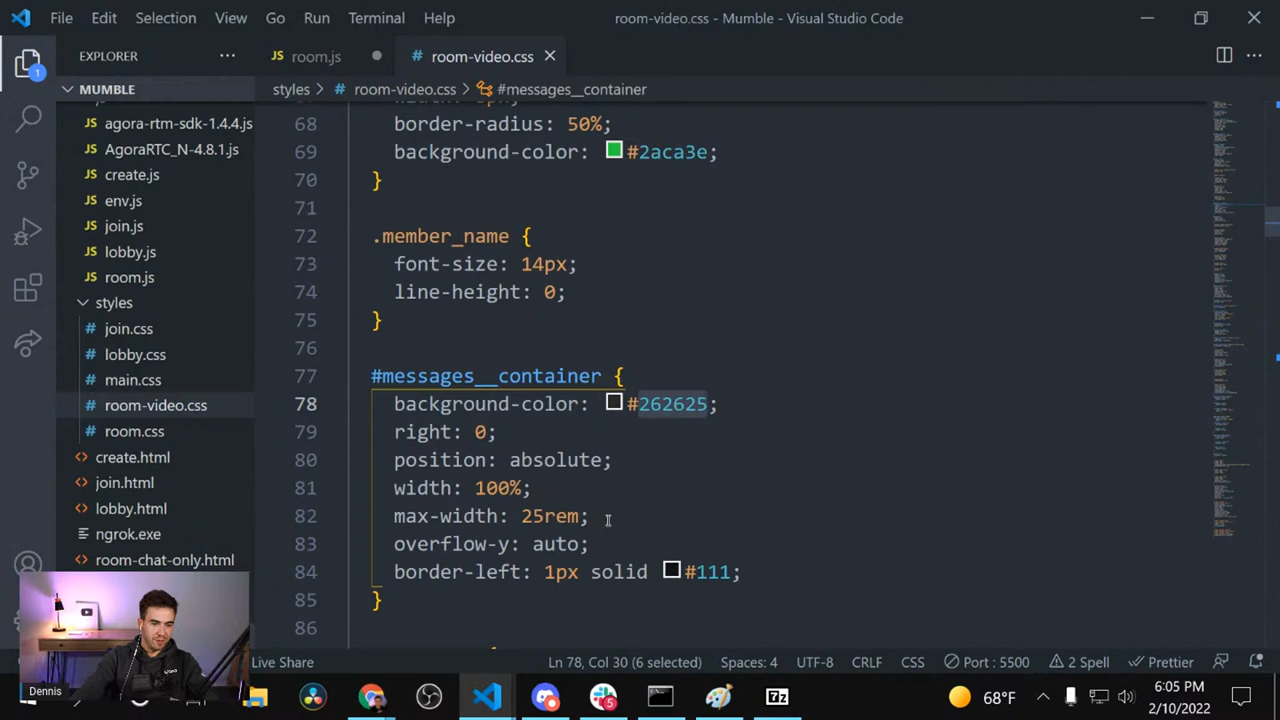 File Edit Selection View Go Run Terminal Help room-video.css - Mumble - Visual Studio Code
EXPLORER ··· JS room.js # room-video.css
MUMBLE styles > # room-video.css > #messages__container
1
JS agora-rtm-sdk-1.4.4.js
JS AgoraRTC_N-4.8.1.js
JS create.js
JS env.js
JS join.js
JS lobby.js
JS room.js
styles
# join.css
# lobby.css
# main.css
# room-video.css
# room.css
<> create.html
<> join.html
<> lobby.html
ngrok.exe
<> room-chat-only.html
68 border-radius: 50%;
69 background-color: #2aca3e;
70 }
71
72 .member_name {
73 font-size: 14px;
74 line-height: 0;
75 }
76
77 #messages__container {
78 background-color: #262625;
79 right: 0;
80 position: absolute;
81 width: 100%;
82 max-width: 25rem;
83 overflow-y: auto;
84 border-left: 1px solid #111;
85 }
86
Live Share Ln 78, Col 30 (6 selected) Spaces: 4 UTF-8 CRLF CSS Port : 5500 2 Spell Prettier
Dennis
5
7z
68°F
6:05 PM
2/10/2022